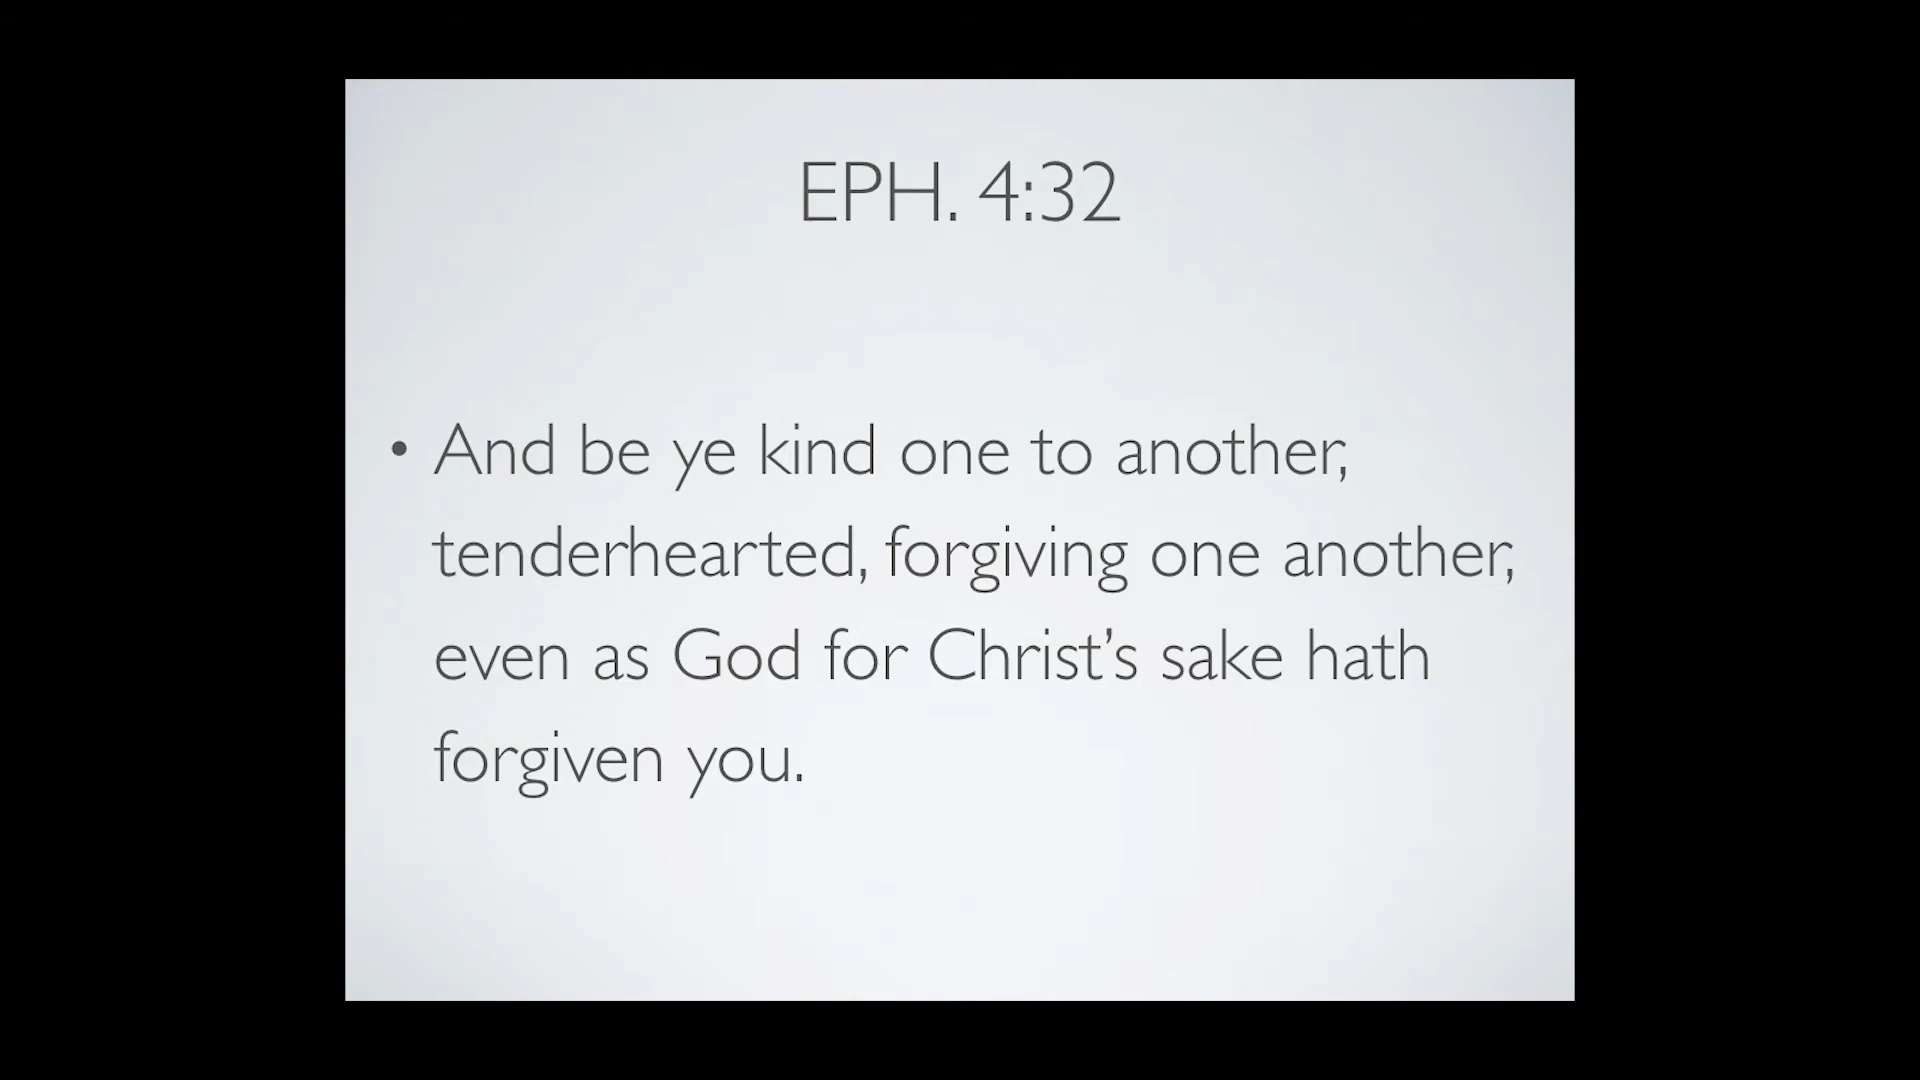 EPH. 4:32
• And be ye kind one to another,
tenderhearted, forgiving one another,
even as God for Christ’s sake hath
forgiven you.